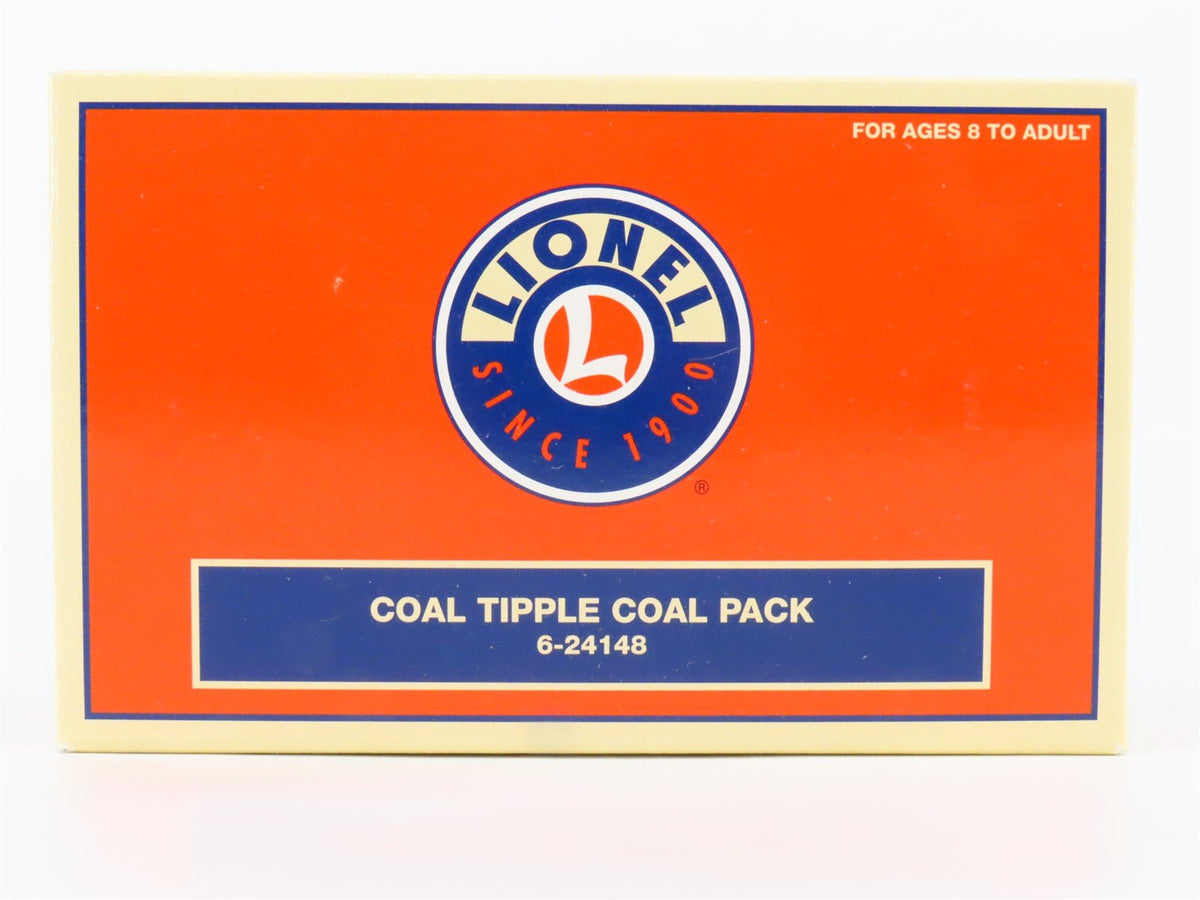 FOR AGES 8 TO ADULT
LIONEL
L
SINCE 1900
®
COAL TIPPLE COAL PACK
6-24148